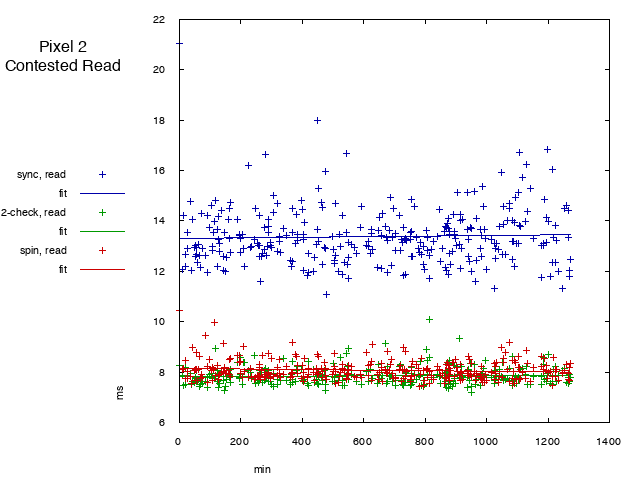 Pixel 2
Contested Read
sync, read
fit
2-check, read
fit
spin, read
fit
22
20
18
16
14
12
10
8
6
ms
0
200
400
600
800
1000
1200
1400
min